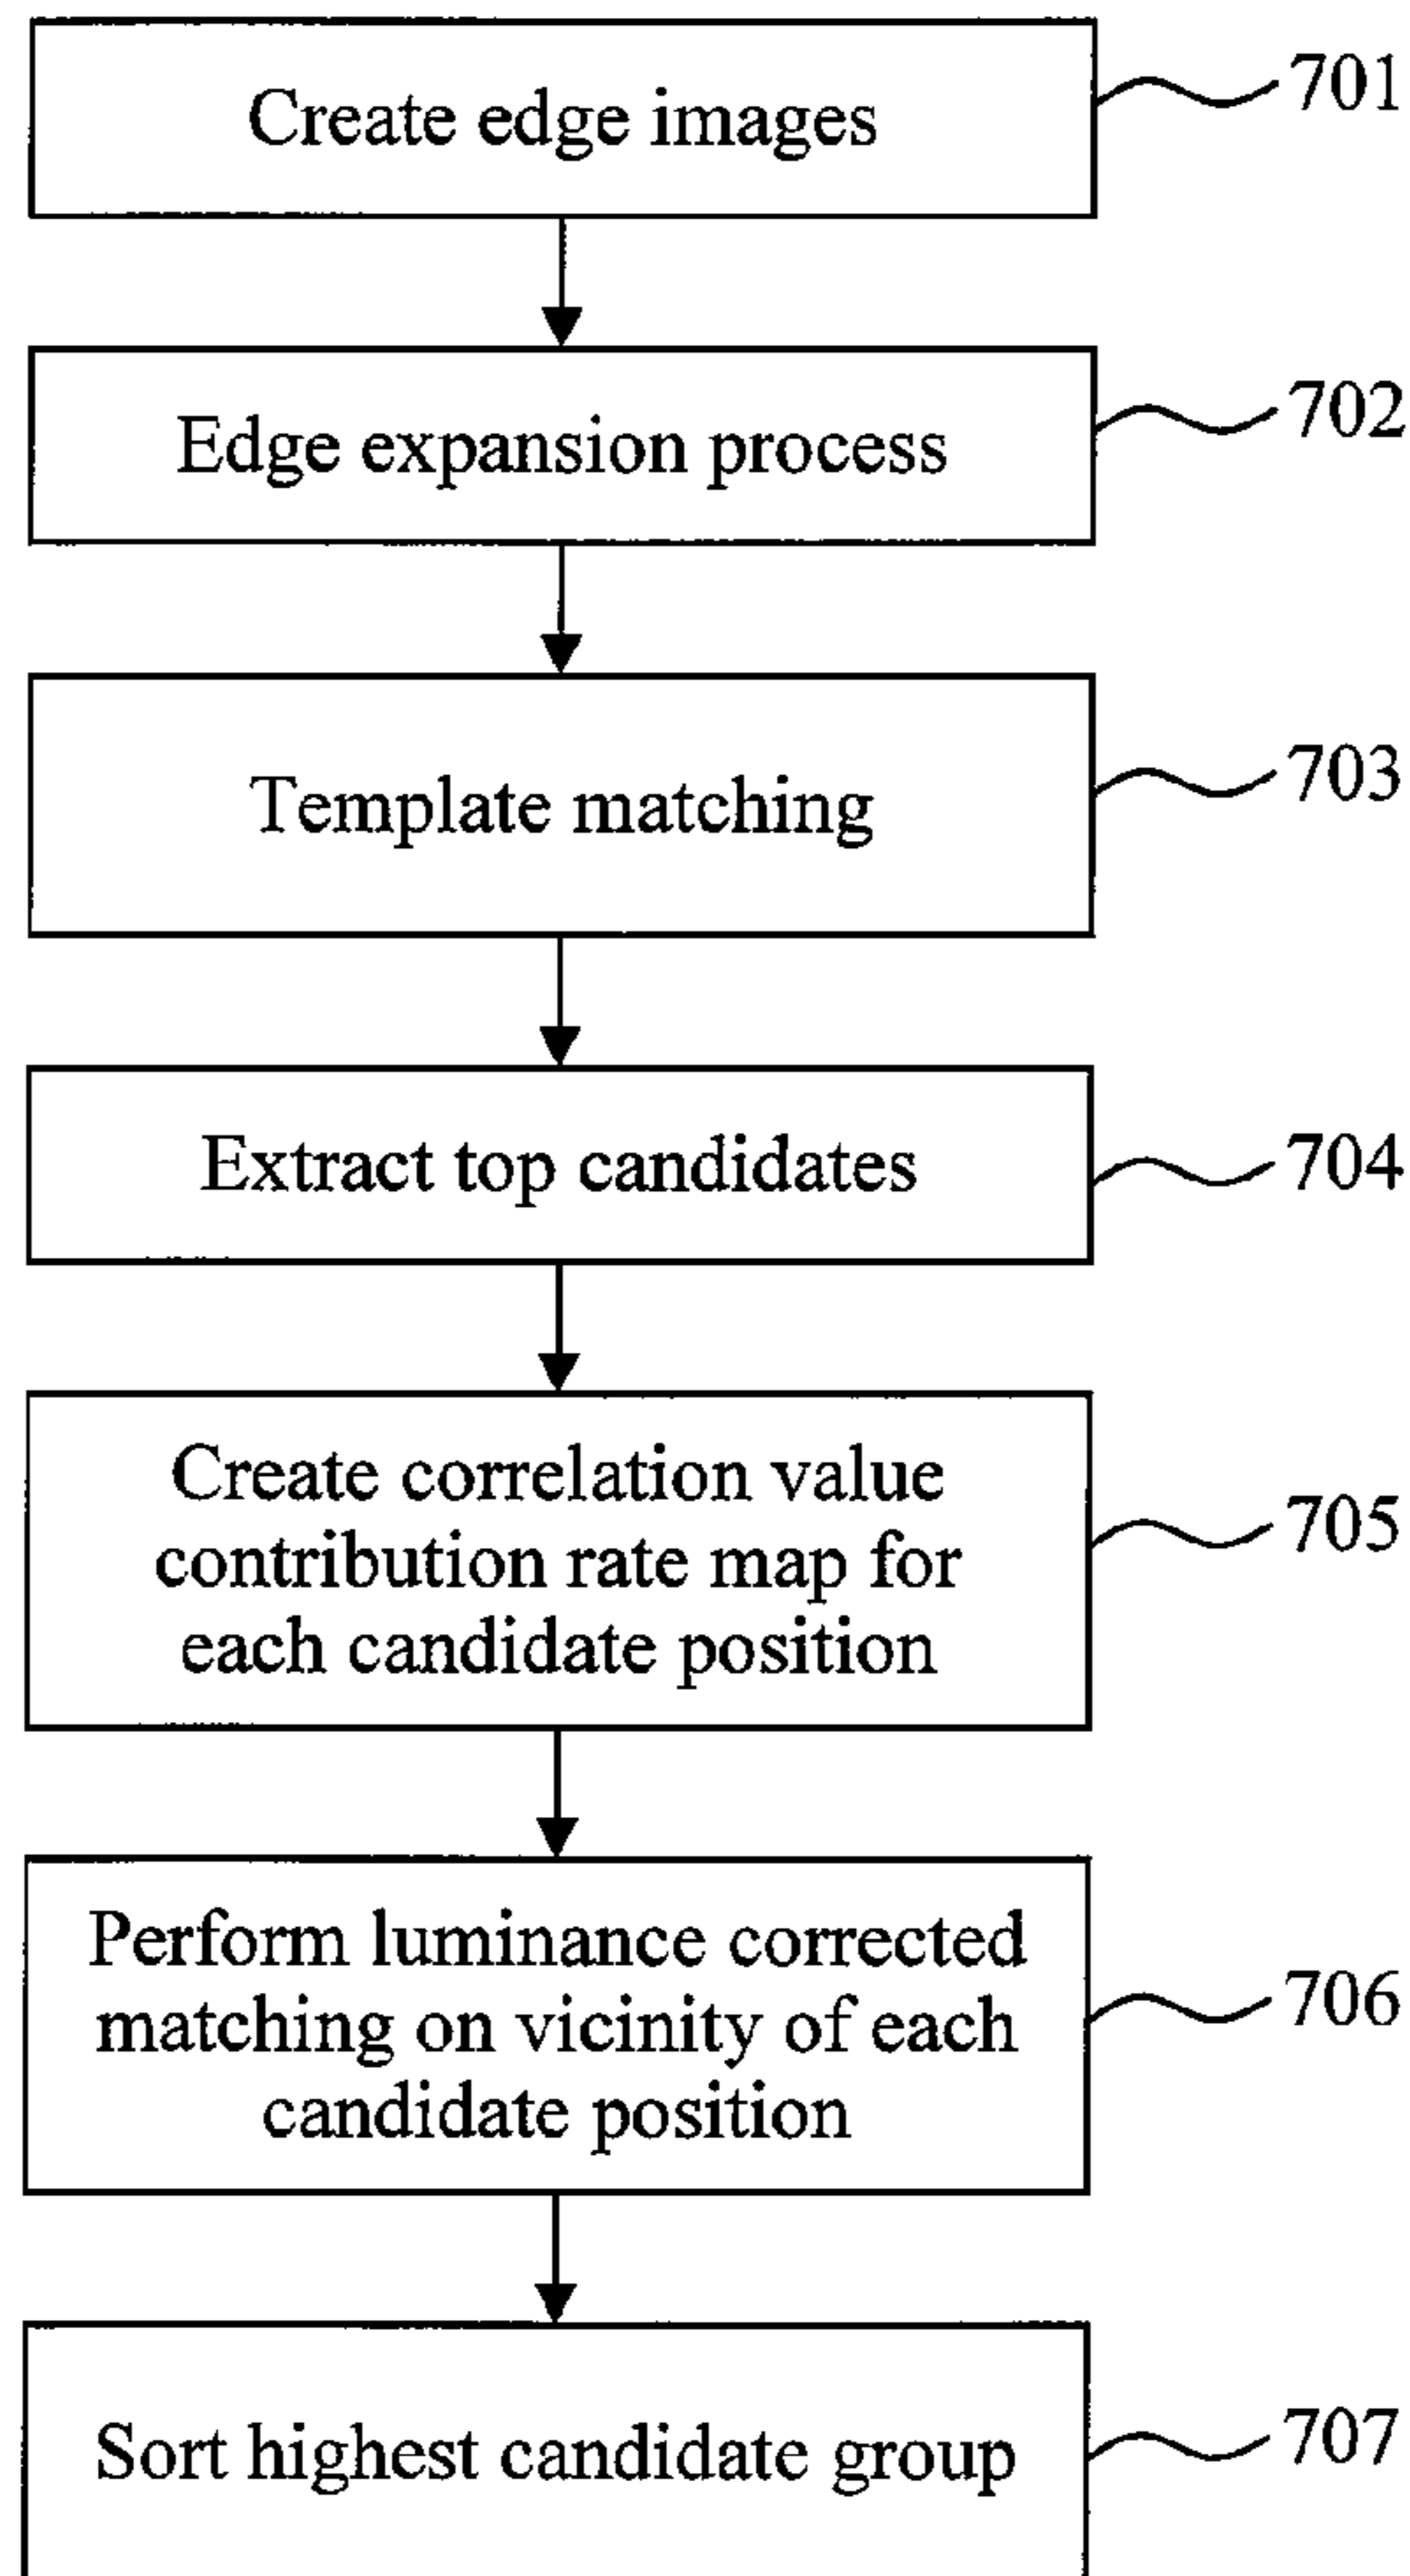 Create edge images
701
Edge expansion process
702
Template matching
703
Extract top candidates
704
Create correlation value
contribution rate map for
each candidate position
705
Perform luminance corrected
matching on vicinity of each
candidate position
706
Sort highest candidate group
707